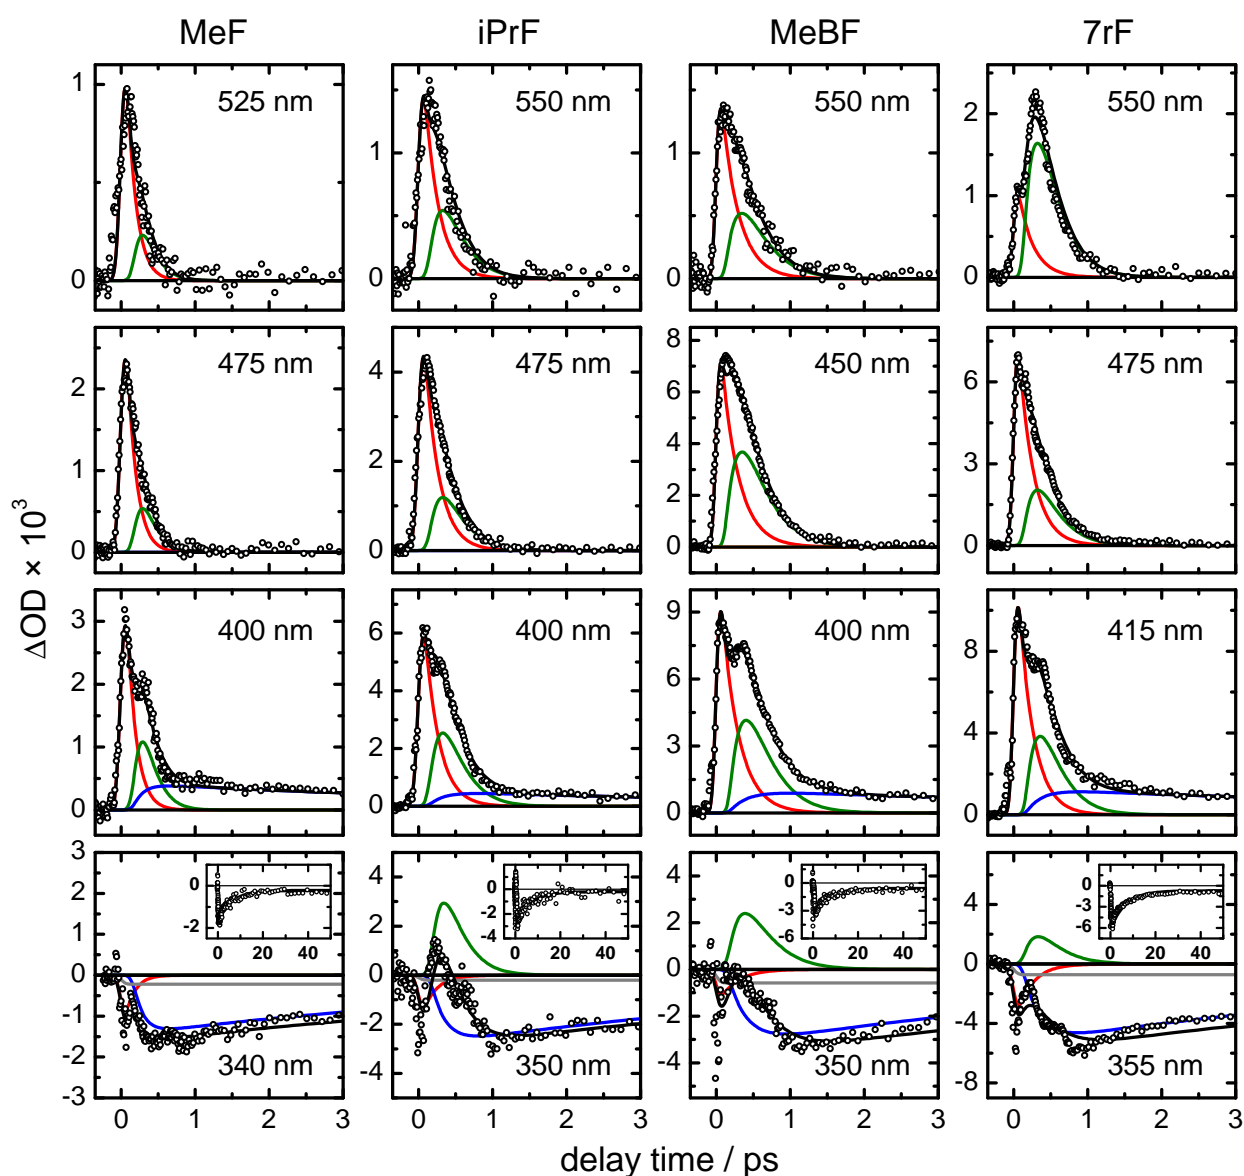 MeF iPrF MeBF 7rF
525 nm 550 nm 550 nm 550 nm
1 0
1 0
1 0
2 1 0
475 nm 475 nm 450 nm 475 nm
2 1 0
4 2 0
8 6 4 2 0
6 3 0
ΔOD × 10³
400 nm 400 nm 400 nm 415 nm
3 2 1 0
6 4 2 0
9 6 3 0
8 4 0
3 2 1 0 -1 -2 -3
4 2 0 -2 -4
4 2 0 -2 -4
4 0 -4 -8
0 -2
0 -2 -4
0 -3 -6
0 -3 -6
0 20 40 0 20 40 0 20 40 0 20 40
340 nm 350 nm 350 nm 355 nm
0 1 2 3 0 1 2 3 0 1 2 3 0 1 2 3
delay time / ps